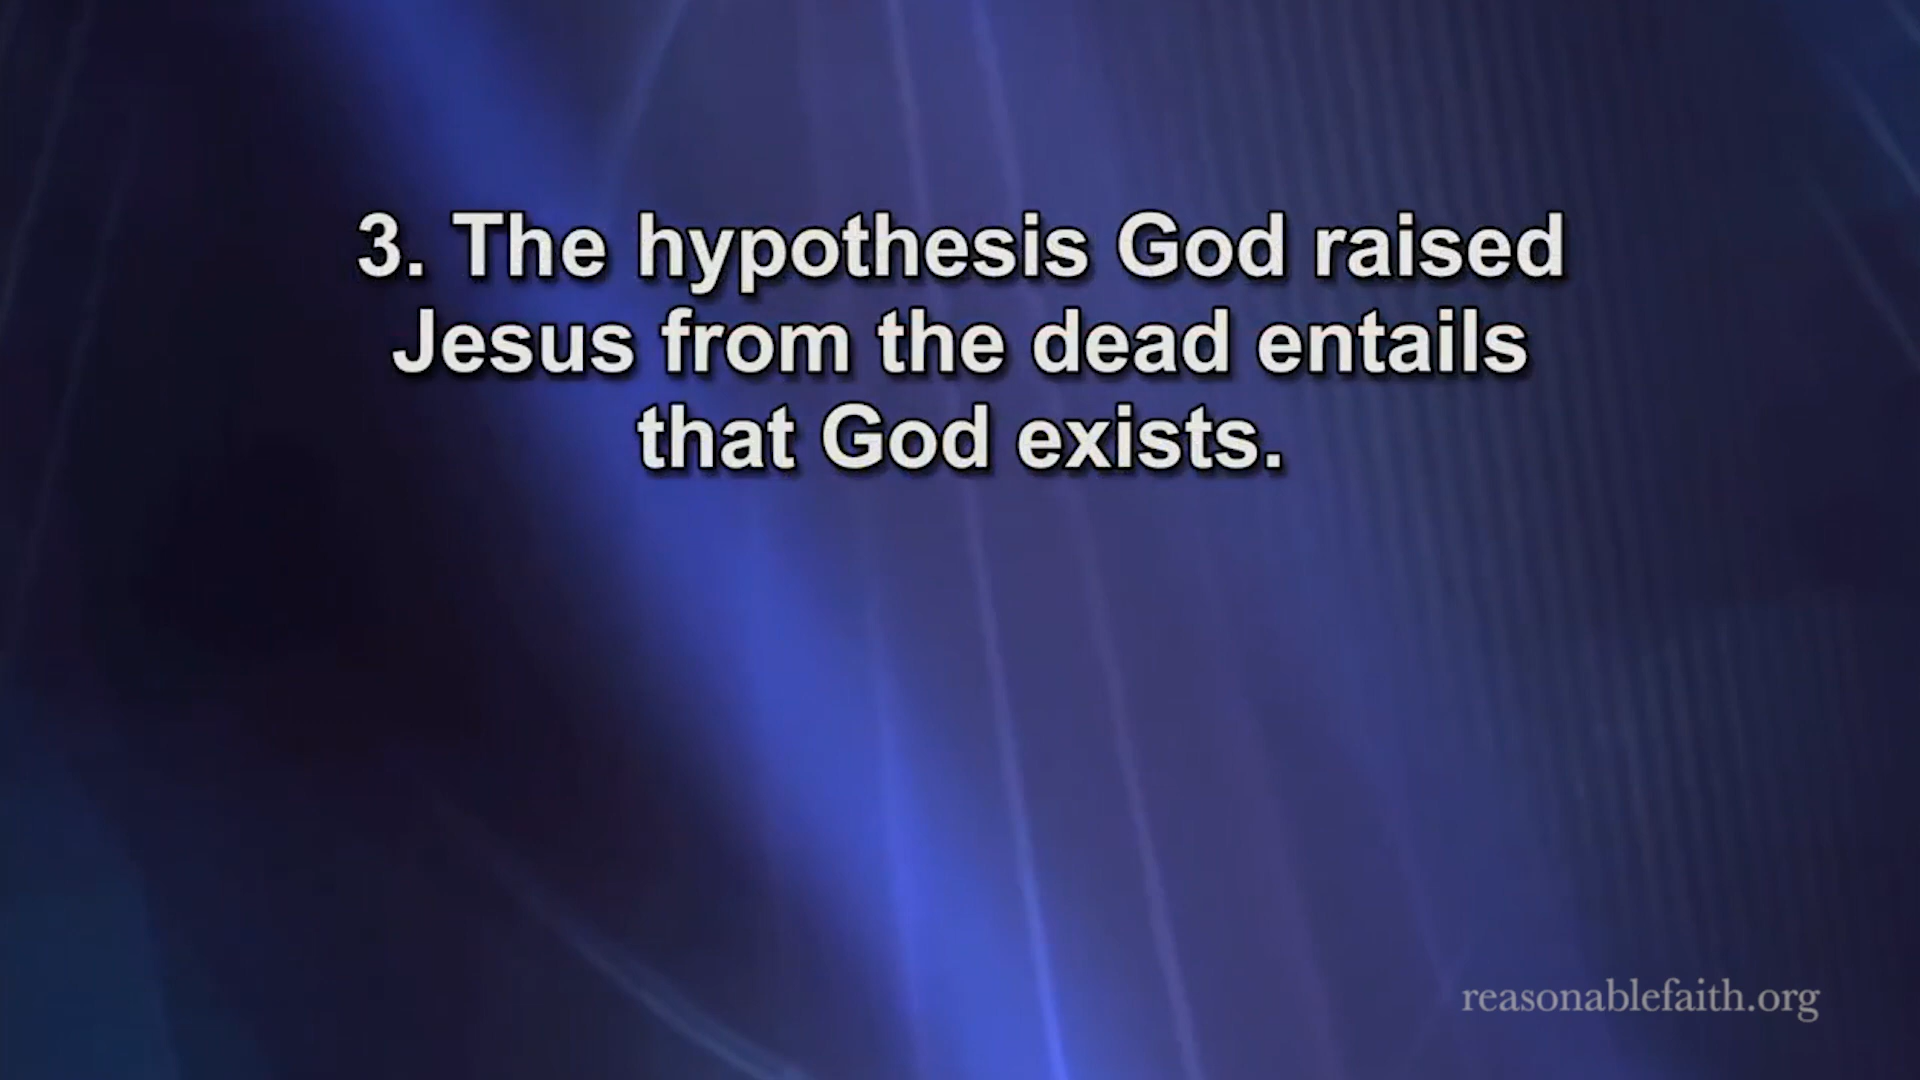 3. The hypothesis God raised
Jesus from the dead entails
that God exists.
reasonablefaith.org